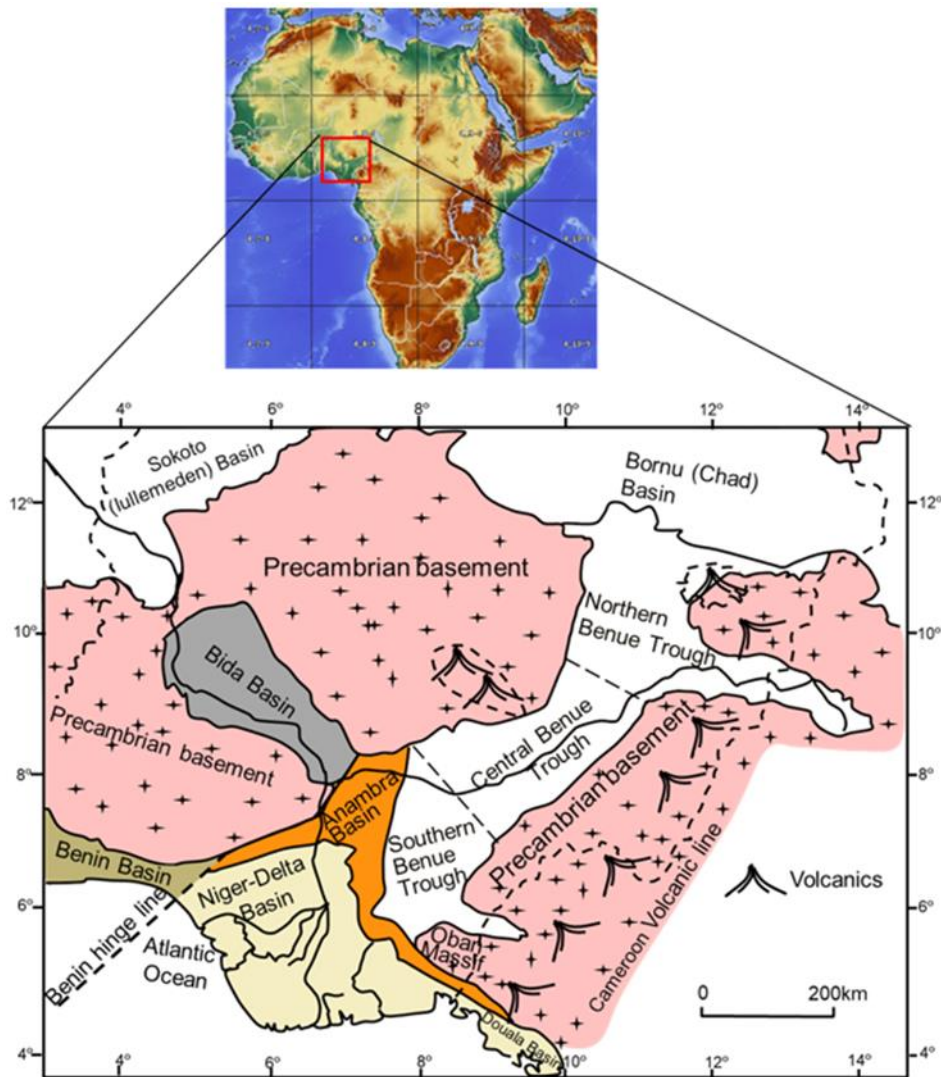 4°
6°
8°
10°
12°
14°
Sokoto
(Iullemeden) Basin
Bornu (Chad)
Basin
12°
12°
Precambrian basement
Northern
Benue Trough
10°
10°
Bida Basin
Precambrian basement
Central Benue
Trough
Precambrian basement
8°
8°
Anambra
Basin
Southern
Benue
Trough
Benin Basin
Niger-Delta
Basin
Volcanics
6°
6°
Benin hinge line
Atlantic
Ocean
Oban
Massif
Cameroon Volcanic line
0
200km
Douala Basin
4°
4°
4°
6°
8°
10°
12°
14°